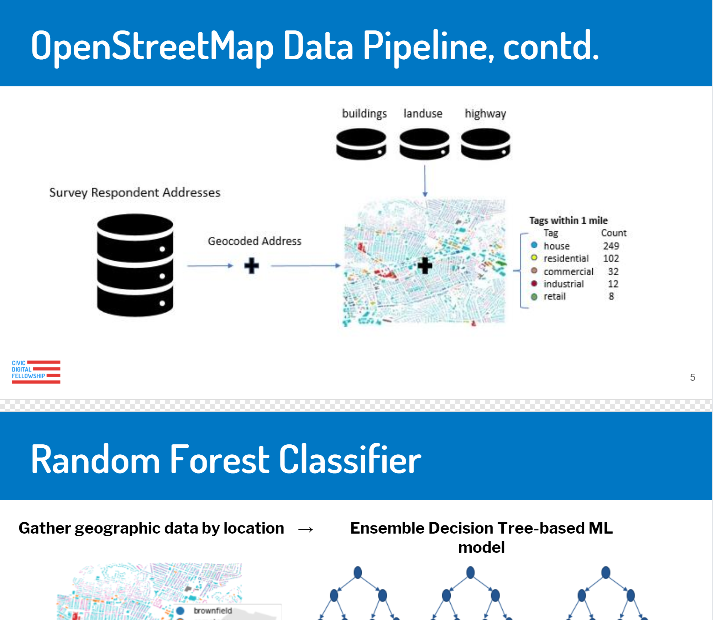 OpenStreetMap Data Pipeline, contd.
buildings landuse highway
Survey Respondent Addresses
Geocoded Address
Tags within 1 mile
Tag Count
house 249
residential 102
commercial 32
industrial 12
retail 8
CIVIC
DIGITAL
FELLOWSHIP
5
Random Forest Classifier
Gather geographic data by location → Ensemble Decision Tree-based ML
model
brownfield